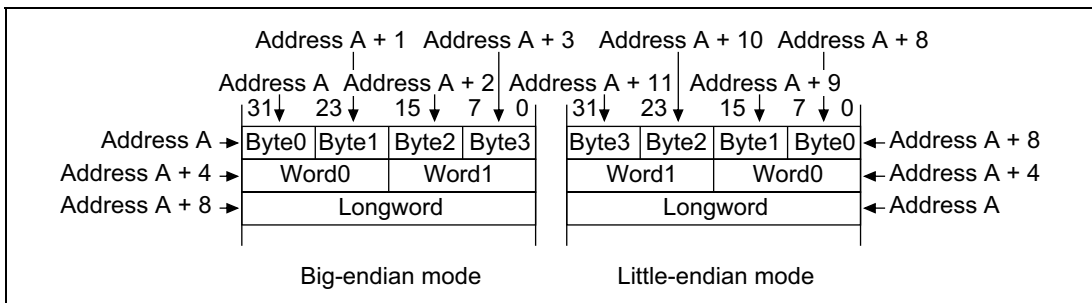 Address A + 1 Address A + 3 Address A + 10 Address A + 8
Address A Address A + 2 Address A + 11 Address A + 9
31 23 15 7 0 31 23 15 7 0
Address A Byte0 Byte1 Byte2 Byte3 Byte3 Byte2 Byte1 Byte0 Address A + 8
Address A + 4 Word0 Word1 Word1 Word0 Address A + 4
Address A + 8 Longword Longword Address A
Big-endian mode Little-endian mode